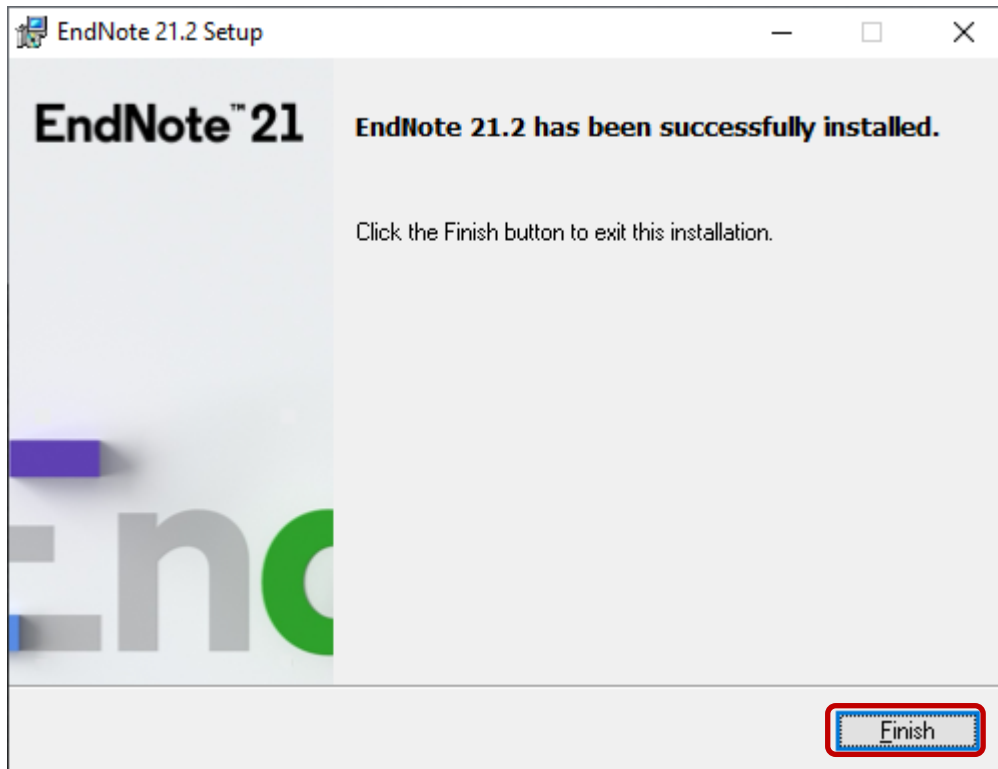 EndNote 21.2 Setup
EndNote™21
EndNote 21.2 has been successfully installed.
Click the Finish button to exit this installation.
End
Finish